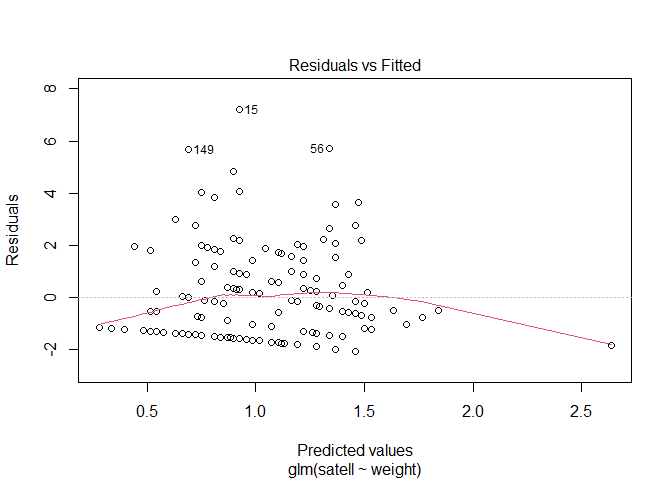 Residuals vs Fitted
Residuals
8
6
4
2
0
-2
15
149
56
0.5 1.0 1.5 2.0 2.5
Predicted values
glm(satell ~ weight)